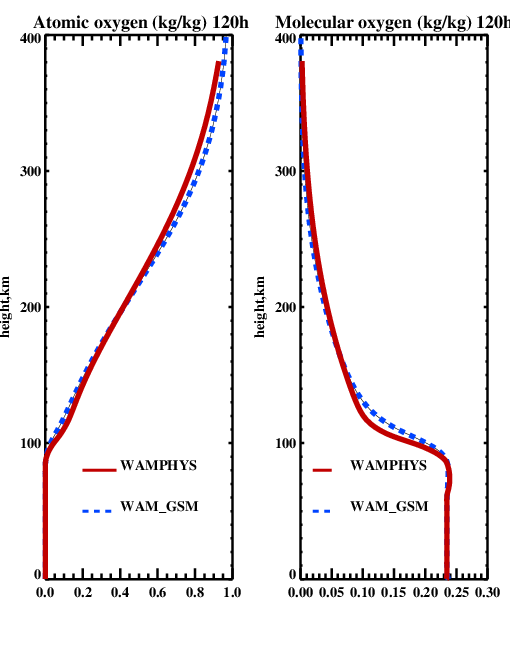 Atomic oxygen (kg/kg) 120h
400
300
200
100
0
height,km
WAMPHYS
WAM_GSM
0.0 0.2 0.4 0.6 0.8 1.0
Molecular oxygen (kg/kg) 120h
400
300
200
100
0
height,km
WAMPHYS
WAM_GSM
0.00 0.05 0.10 0.15 0.20 0.25 0.30